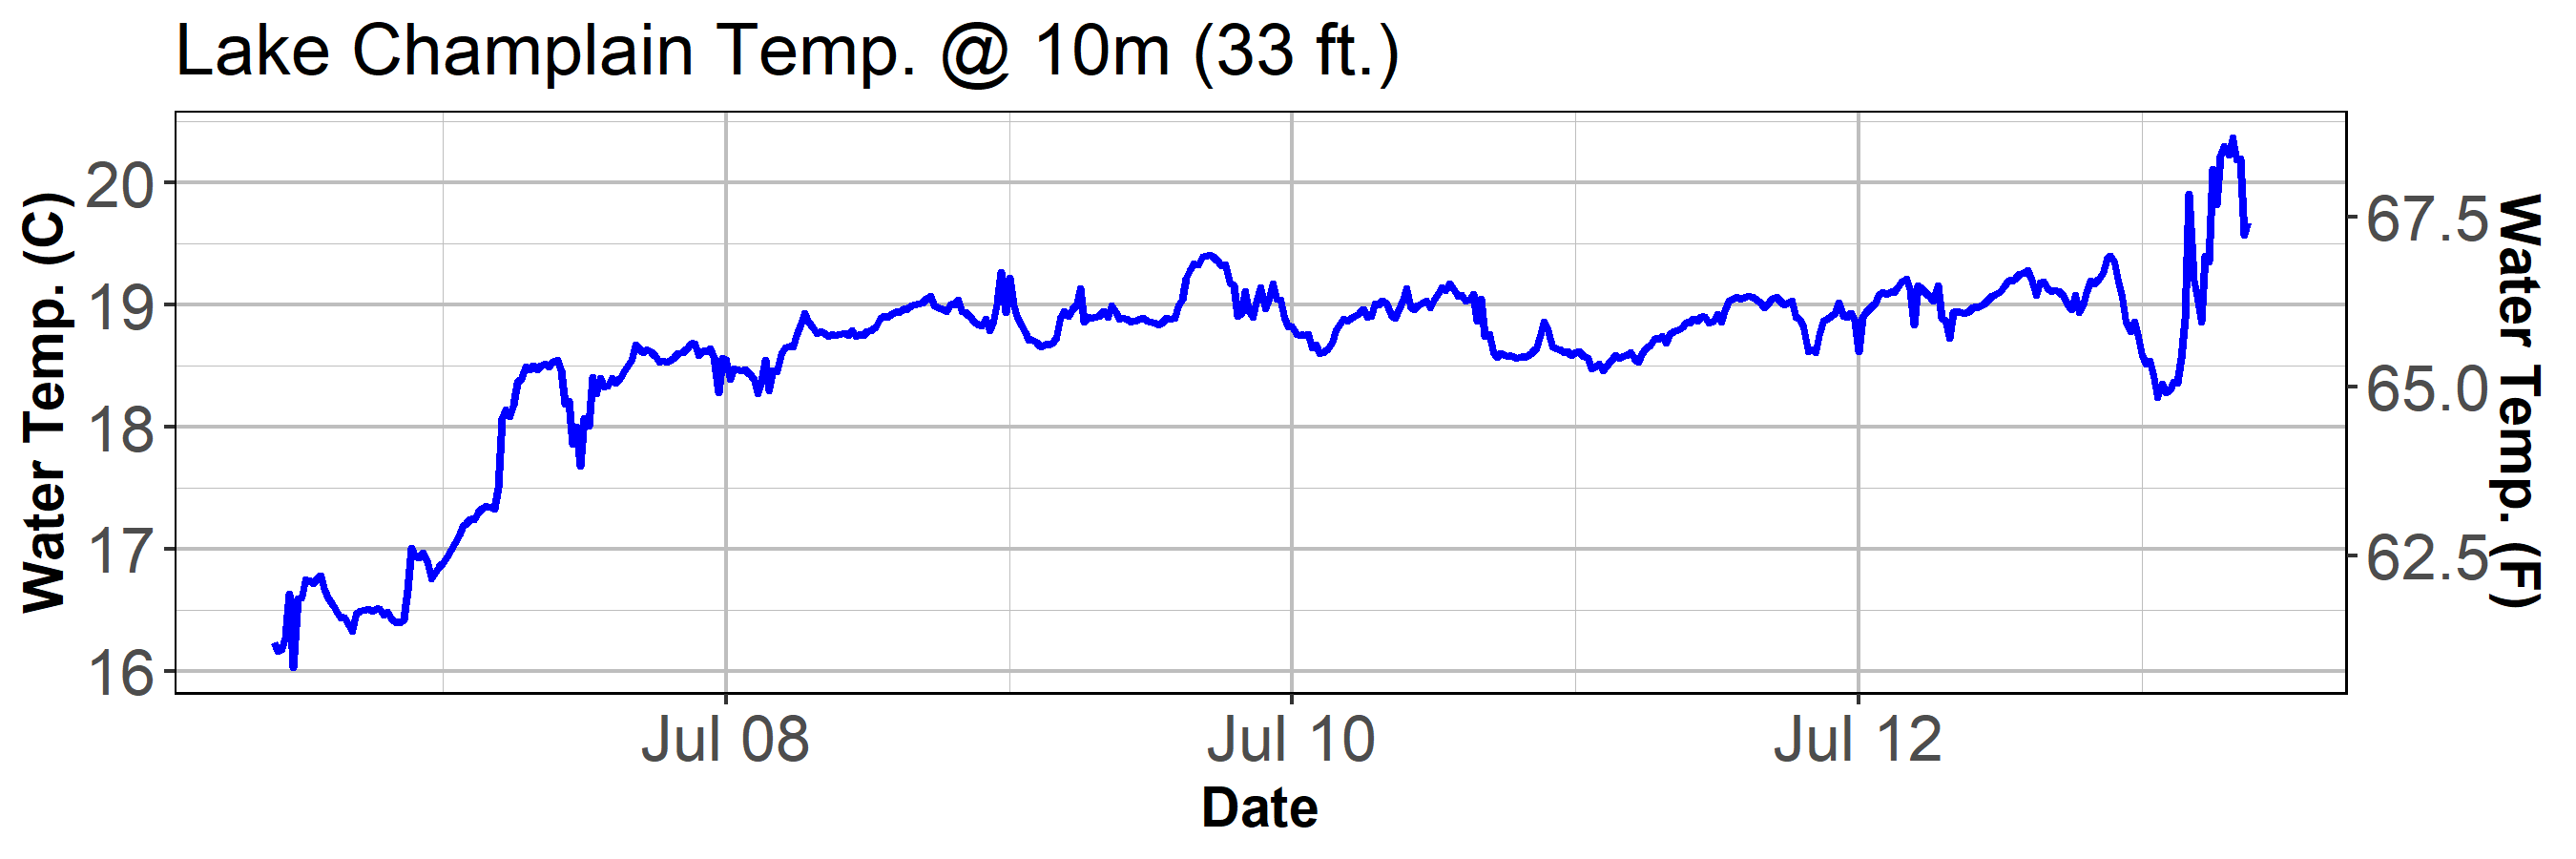 Lake Champlain Temp. @ 10m (33 ft.)
Water Temp. (C)
20
19
18
17
16
67.5
65.0
62.5
Water Temp. (F)
Jul 08 Jul 10 Jul 12
Date